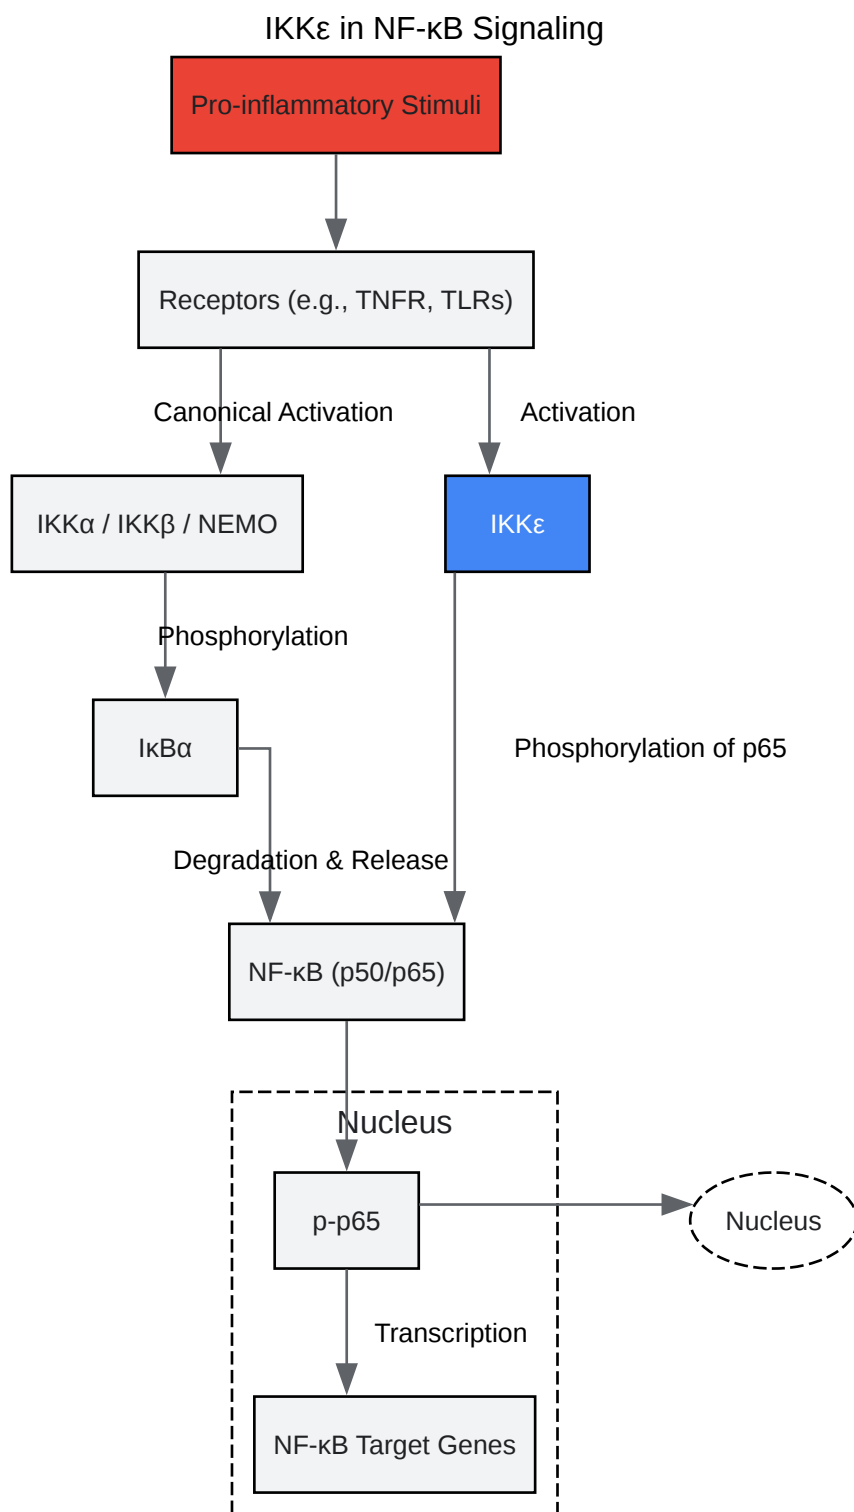 IKKε in NF-κB Signaling
Pro-inflammatory Stimuli
Receptors (e.g., TNFR, TLRs)
Canonical Activation
Activation
IKKα / IKKβ / NEMO
IKKε
Phosphorylation
IκBα
Phosphorylation of p65
Degradation & Release
NF-κB (p50/p65)
Nucleus
p-p65
Nucleus
Transcription
NF-κB Target Genes